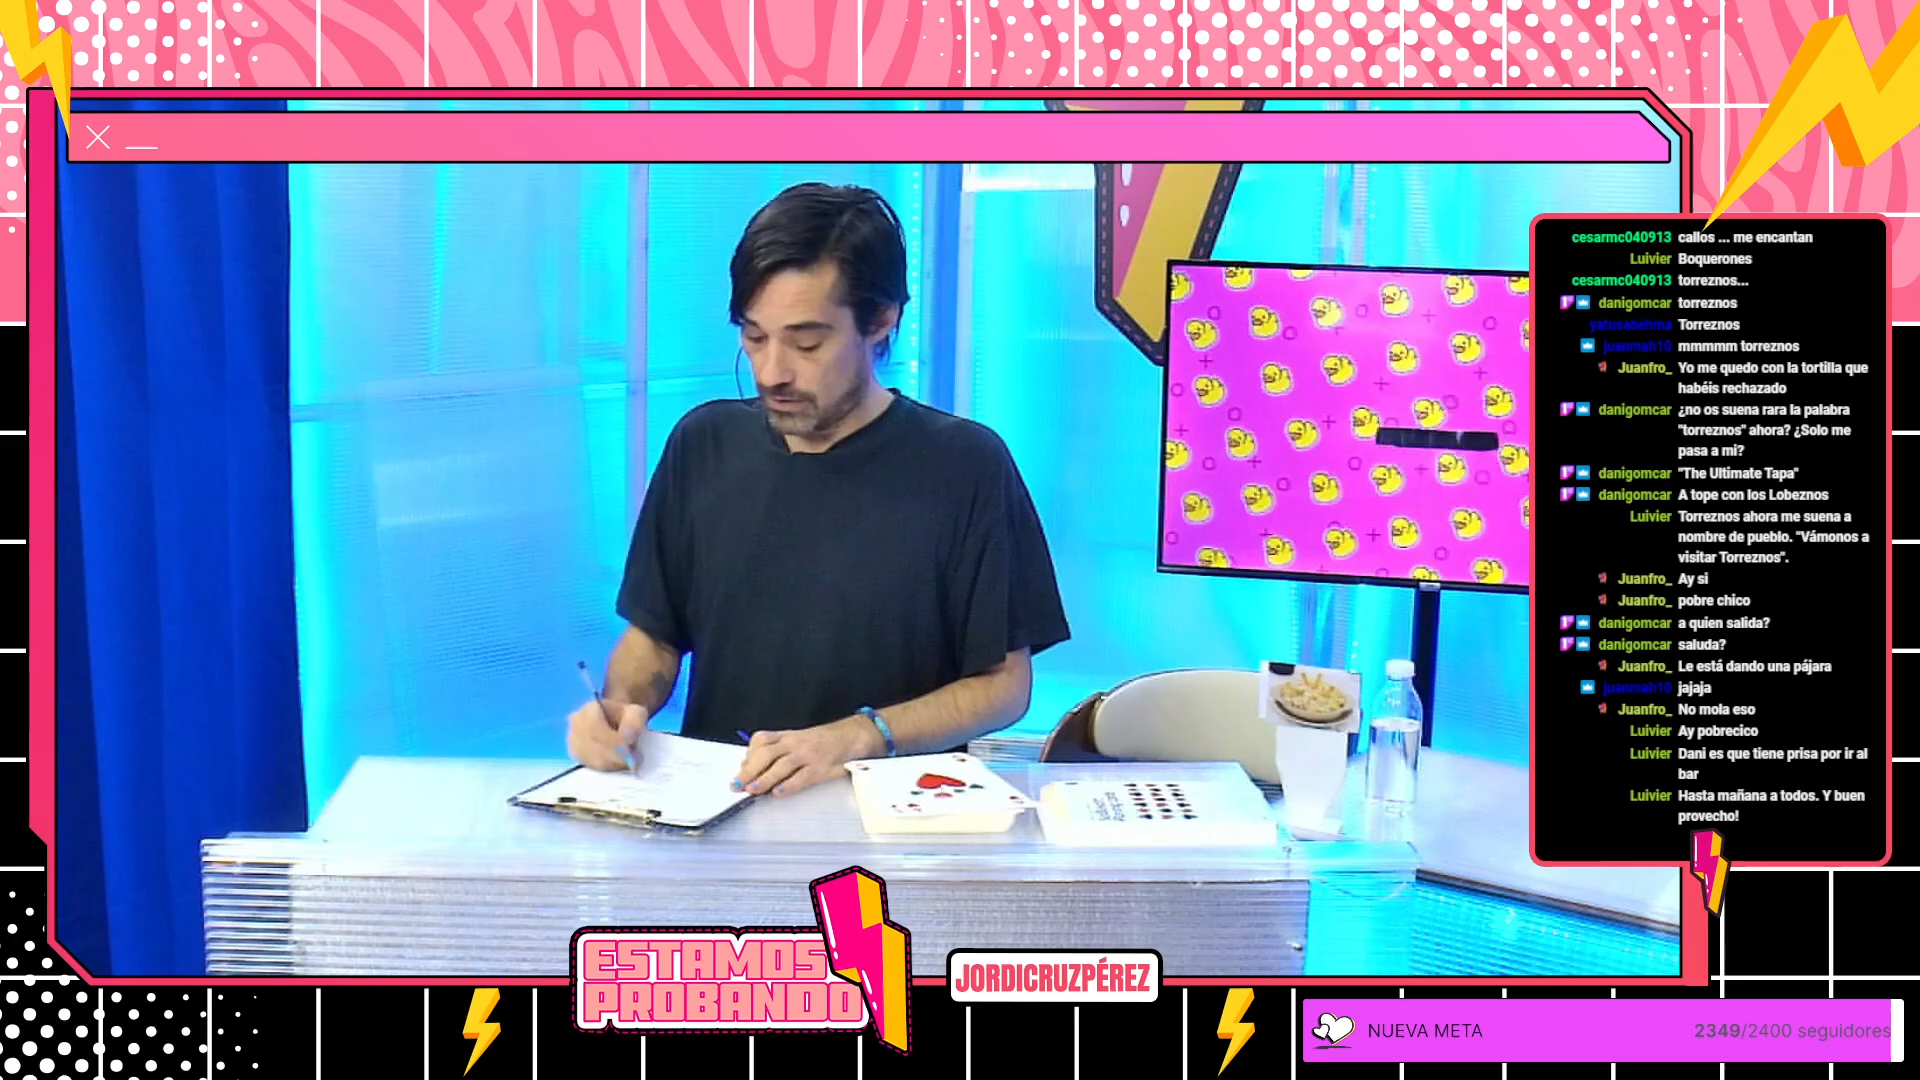 cesarmc040913 callos ... me encantan
Luivier Boquerones
cesarmc040913 torreznos...
danigomcar torreznos
yatusabehma Torreznos
juanmah10 mmmmm torreznos
Juanfro_ Yo me quedo con la tortilla que
habéis rechazado
danigomcar ¿no os suena rara la palabra
"torreznos" ahora? ¿Solo me
pasa a mi?
danigomcar "The Ultimate Tapa"
danigomcar A tope con los Lobeznos
Luivier Torreznos ahora me suena a
nombre de pueblo. "Vámonos a
visitar Torreznos".
Juanfro_ Ay si
Juanfro_ pobre chico
danigomcar a quien salida?
danigomcar saluda?
Juanfro_ Le está dando una pájara
juanmah10 jajaja
Juanfro_ No mola eso
Luivier Ay pobrecico
Luivier Dani es que tiene prisa por ir al
bar
Luivier Hasta mañana a todos. Y buen
provecho!
ESTAMOS
PROBANDO
JORDICRUZPÉREZ
NUEVA META 2349/2400 seguidores